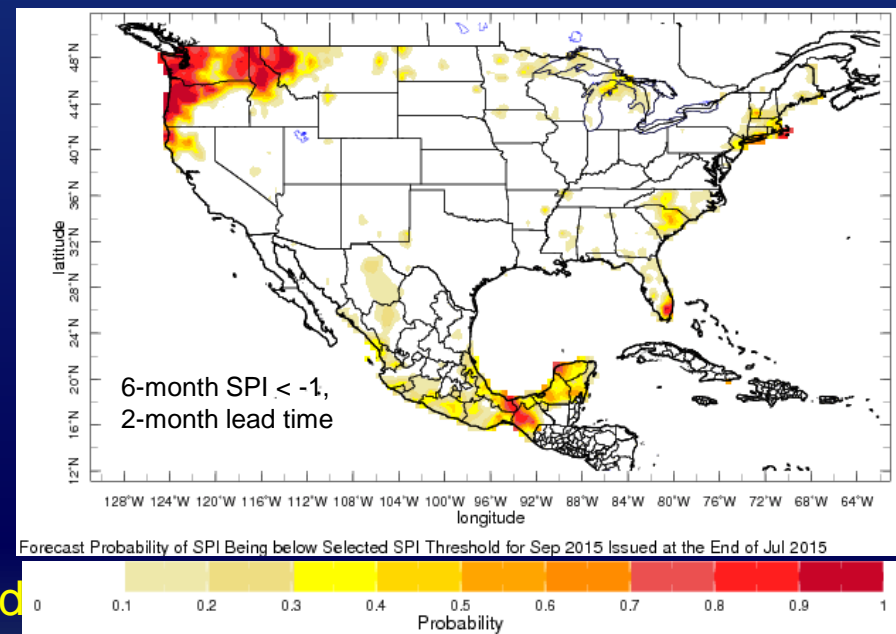 48°N
44°N
40°N
36°N
32°N
28°N
24°N
20°N
16°N
12°N
latitude
6-month SPI < -1,
2-month lead time
128°W 124°W 120°W 116°W 112°W 108°W 104°W 100°W 96°W 92°W 88°W 84°W 80°W 76°W 72°W 68°W 64°W
longitude
Forecast Probability of SPI Being below Selected SPI Threshold for Sep 2015 Issued at the End of Jul 2015
d
0 0.1 0.2 0.3 0.4 0.5 0.6 0.7 0.8 0.9 1
Probability